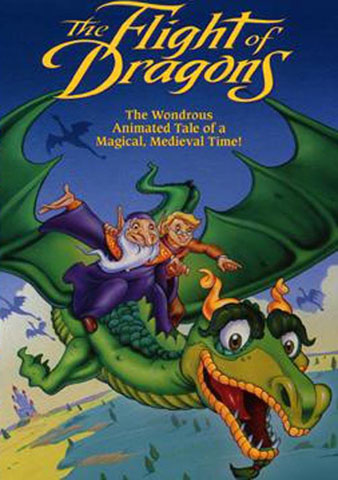 The Flight of
Dragons
The Wondrous
Animated Tale of a
Magical, Medieval Time!